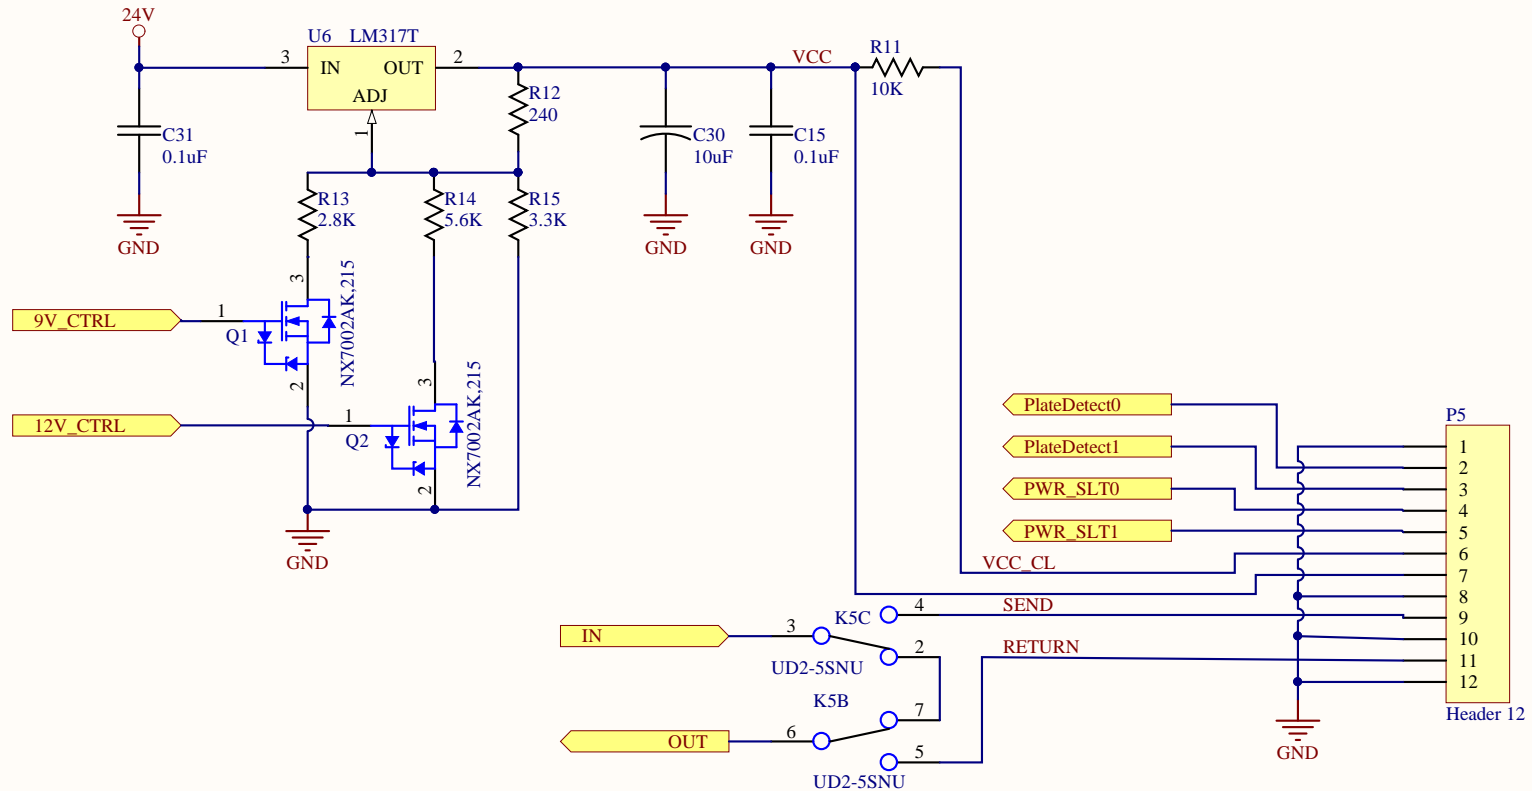 24V
U6 LM317T
3
IN
OUT
2
ADJ
1
VCC
R11
10K
R12
240
C31
0.1uF
C30
10uF
C15
0.1uF
GND
R13
2.8K
R14
5.6K
R15
3.3K
GND
GND
3
NX7002AK,215
9V_CTRL
1
Q1
2
3
NX7002AK,215
12V_CTRL
1
Q2
2
GND
PlateDetect0
PlateDetect1
PWR_SLT0
PWR_SLT1
VCC_CL
P5
1
2
3
4
5
6
7
8
9
10
11
12
Header 12
GND
K5C
4
SEND
IN
3
2
UD2-5SNU
RETURN
K5B
7
OUT
6
5
UD2-5SNU